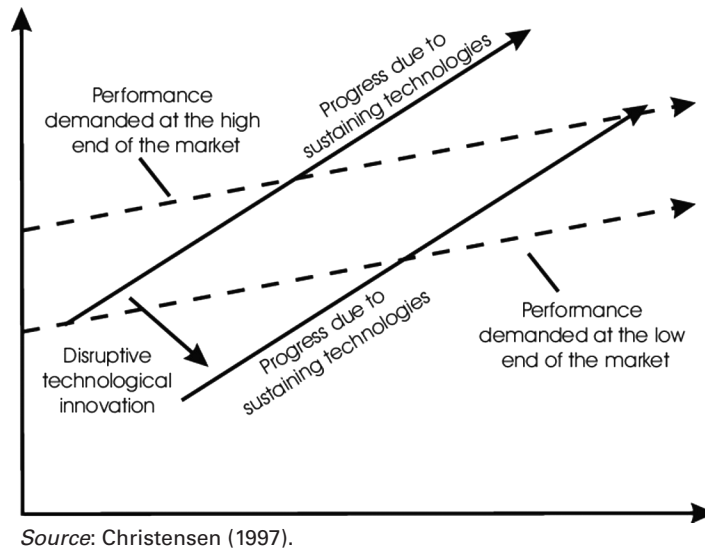 Progress due to
sustaining technologies
Performance
demanded at the high
end of the market
Disruptive
technological
innovation
Progress due to
sustaining technologies
Performance
demanded at the low
end of the market
Source: Christensen (1997).